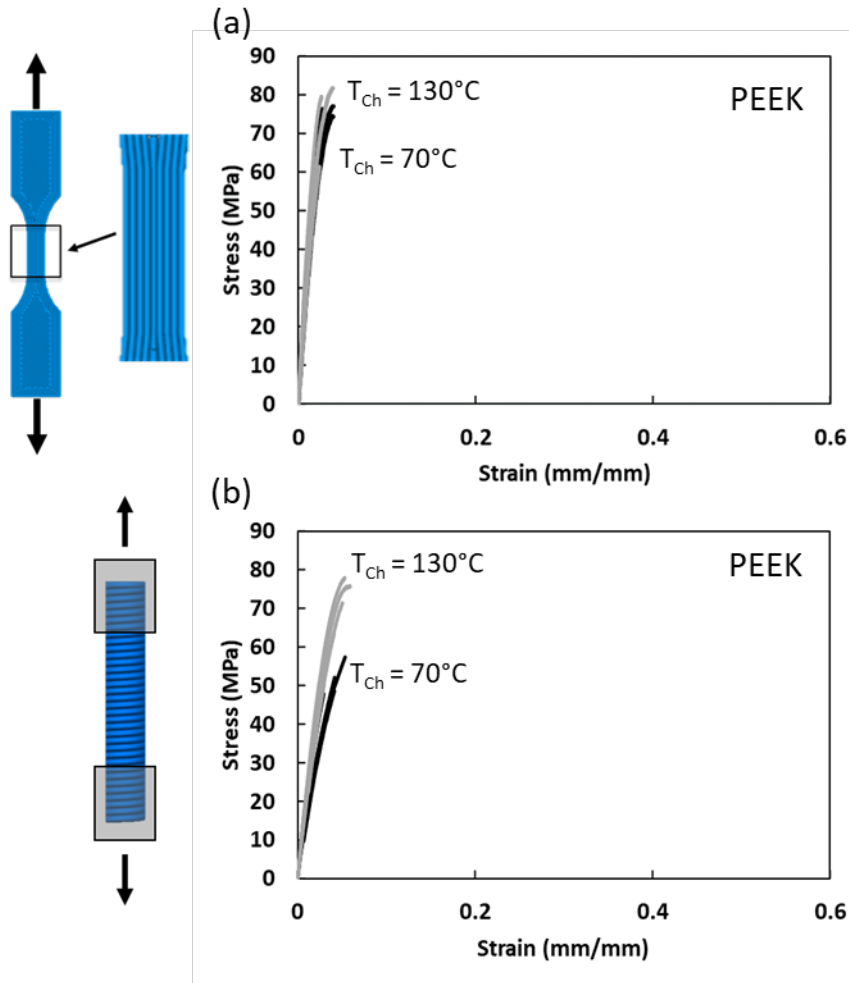 (a)
90
80
70
60
50
40
30
20
10
0
Stress (MPa)
T_Ch = 130°C
T_Ch = 70°C
PEEK
0 0.2 0.4 0.6
Strain (mm/mm)
(b)
90
80
70
60
50
40
30
20
10
0
Stress (MPa)
T_Ch = 130°C
T_Ch = 70°C
PEEK
0 0.2 0.4 0.6
Strain (mm/mm)